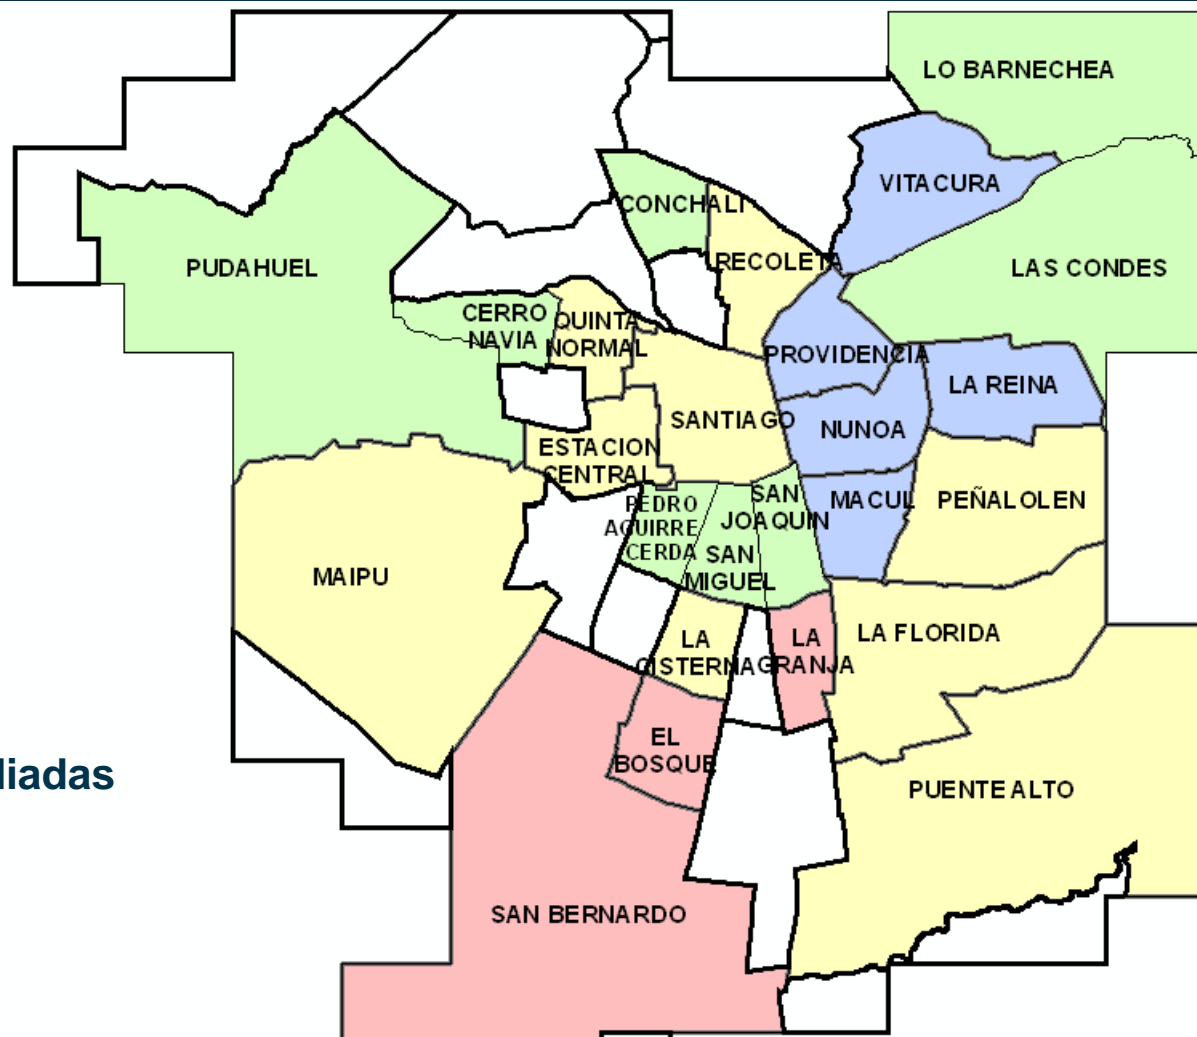 LO BARNECHEA
VITACURA
CONCHALI
RECOLETA
PUDAHUEL
LAS CONDES
CERRO
NAVIA
QUINTA
NORMAL
PROVIDENCIA
LA REINA
SANTIAGO
NUNOA
ESTACION
CENTRAL
SAN
JOAQUIN
MACUL
PEÑALOLEN
PEDRO
AGUIRRE
CERDA
SAN
MIGUEL
MAIPU
LA
CISTERNA
LA
GRANJA
LA FLORIDA
EL
BOSQUE
liadas
PUENTE ALTO
SAN BERNARDO